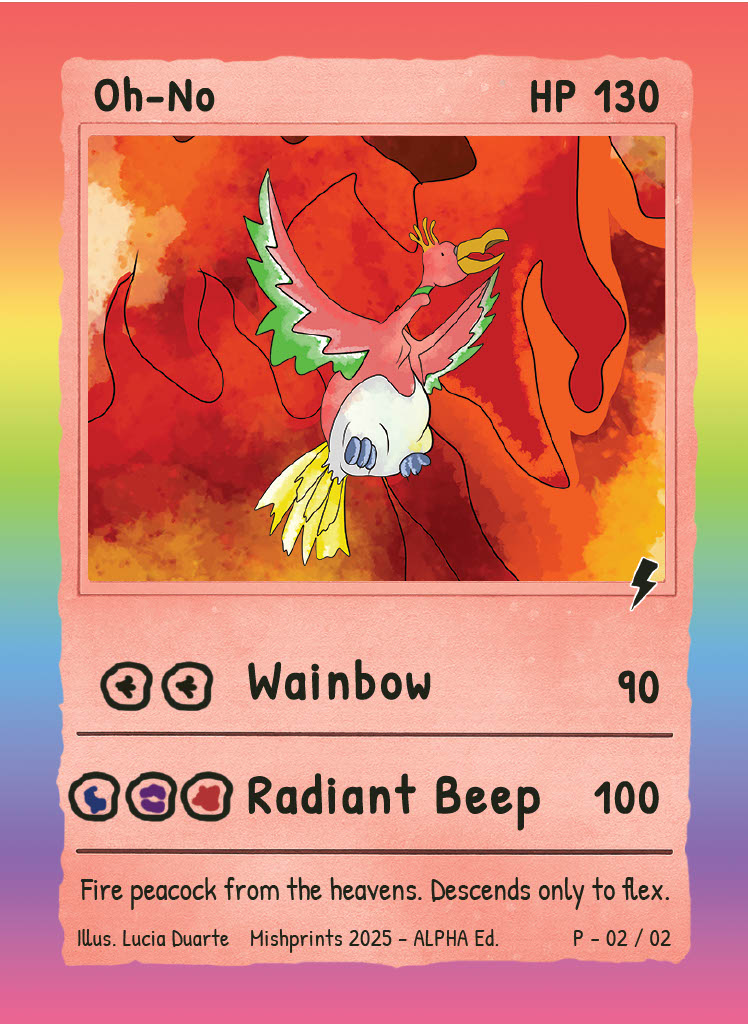 Oh-No HP 130
Wainbow 90
Radiant Beep 100
Fire peacock from the heavens. Descends only to flex.
Illus. Lucia Duarte Mishprints 2025 - ALPHA Ed. P - 02 / 02